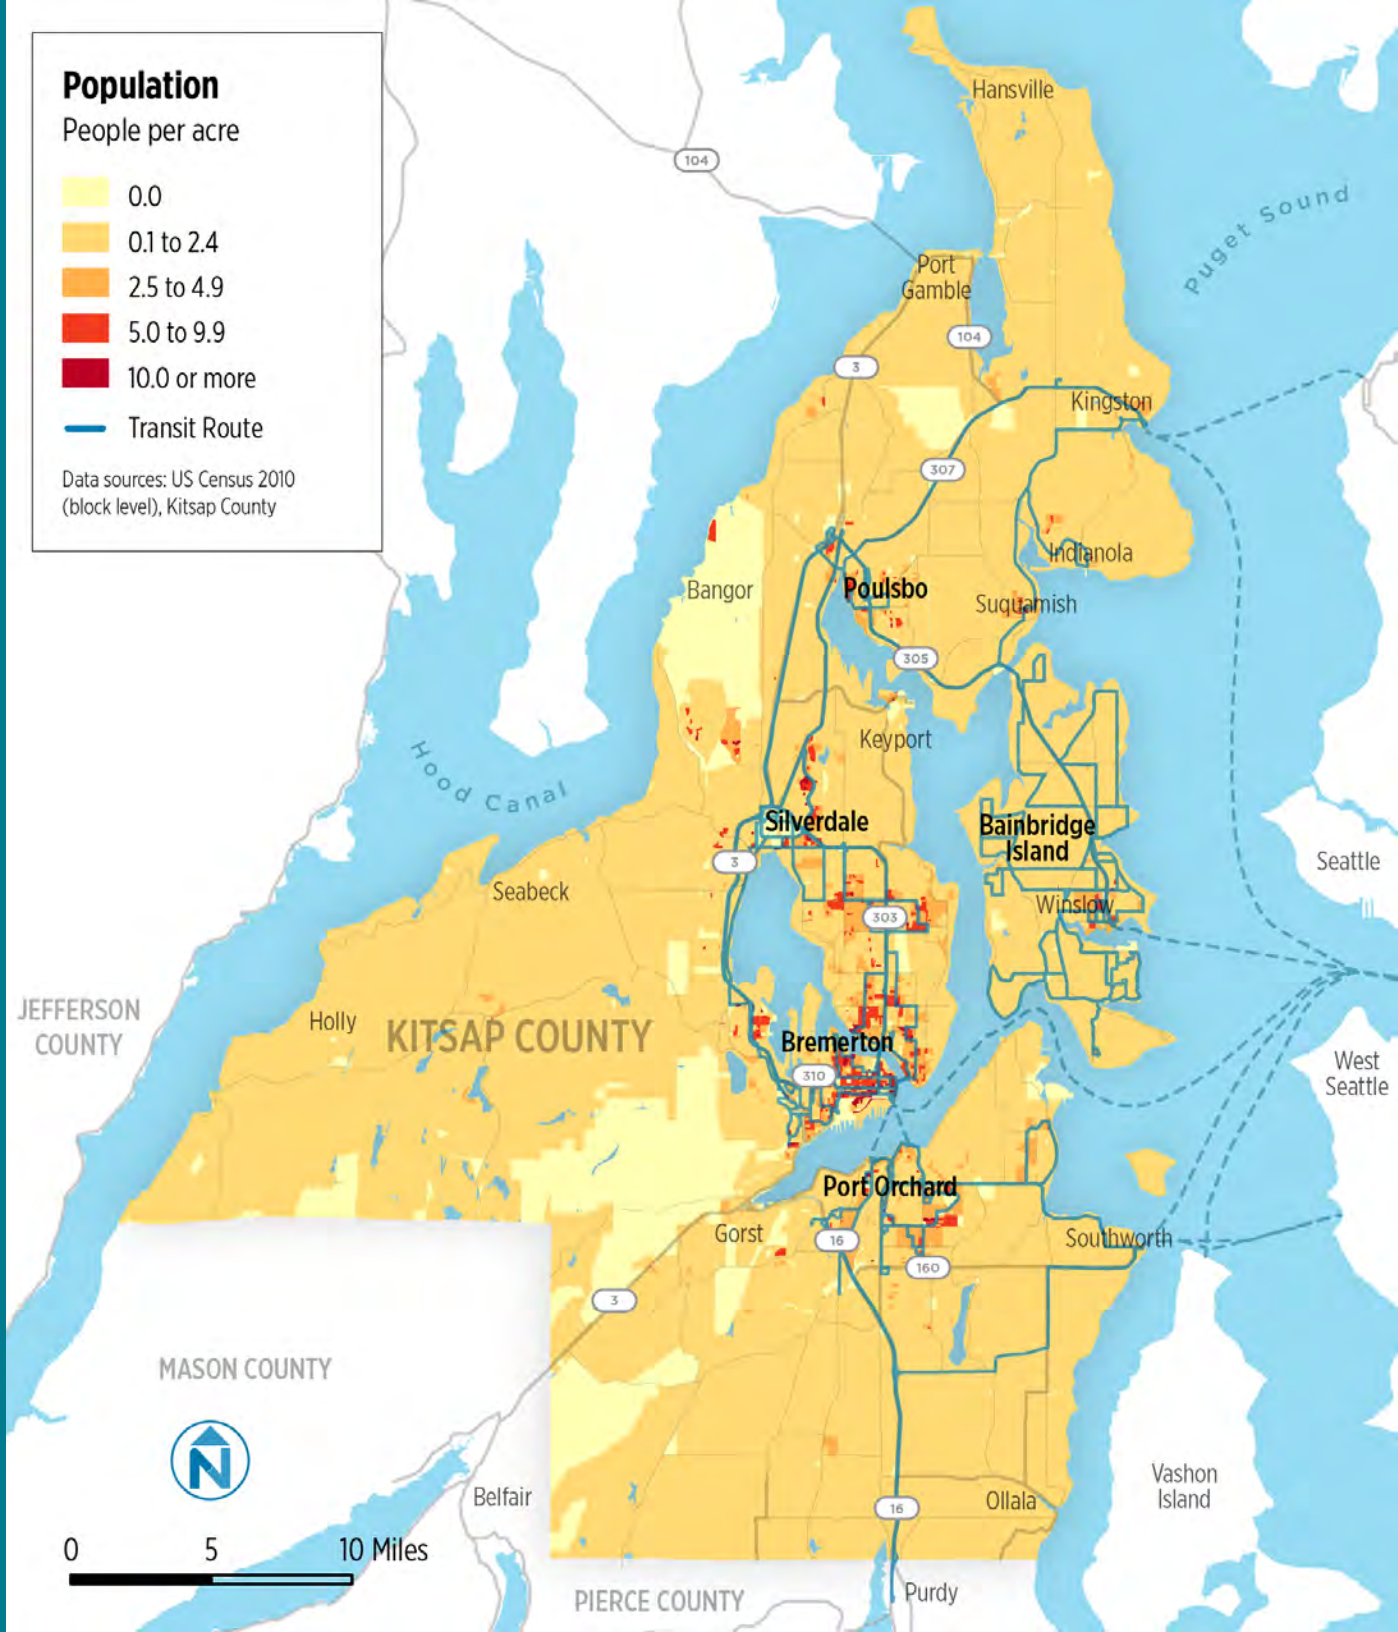 Population
People per acre
0.0
0.1 to 2.4
2.5 to 4.9
5.0 to 9.9
10.0 or more
Transit Route
Data sources: US Census 2010
(block level), Kitsap County
Hansville
104
Puget Sound
Port
Gamble
104
3
Kingston
307
Indianola
Bangor
Poulsbo
Suquamish
305
Keyport
Hood Canal
Silverdale
Bainbridge
Island
3
Seattle
Seabeck
Winslow
303
JEFFERSON
COUNTY
Holly
KITSAP COUNTY
Bremerton
310
West
Seattle
Port Orchard
Gorst
16
Southworth
160
3
MASON COUNTY
N
Belfair
Vashon
Island
Ollala
16
0 5 10 Miles
PIERCE COUNTY
Purdy